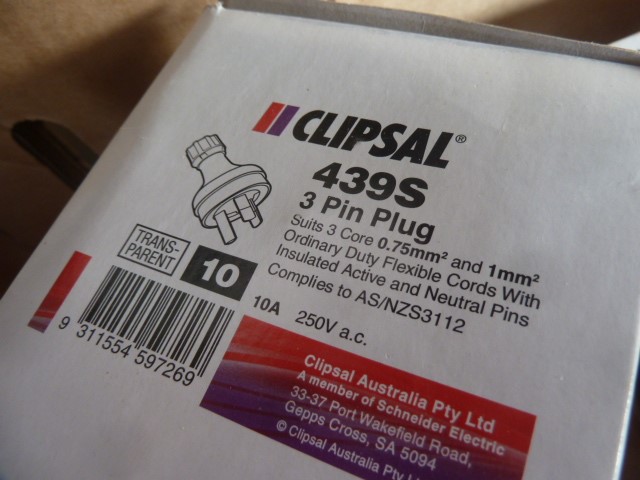 CLIPSAL®
439S
3 Pin Plug
Suits 3 Core 0.75mm² and 1mm²
Ordinary Duty Flexible Cords With
Insulated Active and Neutral Pins
Complies to AS/NZS3112
TRANS-
PARENT
10
10A 250V a.c.
9 311554 597269
Clipsal Australia Pty Ltd
A member of Schneider Electric
33-37 Port Wakefield Road,
Gepps Cross, SA 5094
© Clipsal Australia Pty